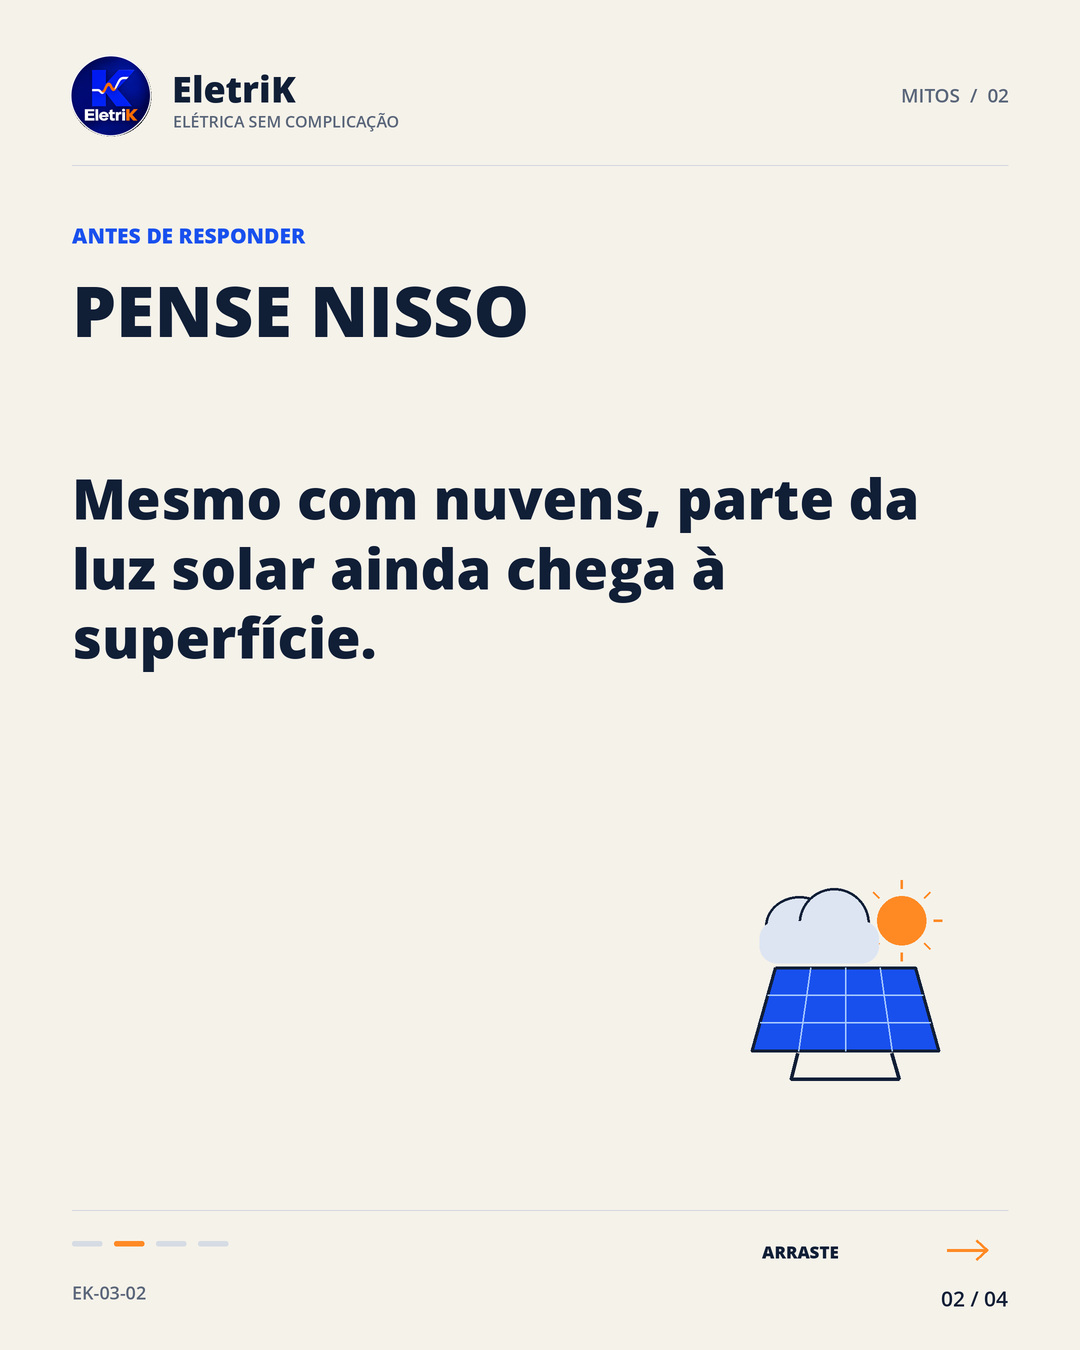 EletriK
EletriK
ELÉTRICA SEM COMPLICAÇÃO
MITOS / 02
ANTES DE RESPONDER
PENSE NISSO
Mesmo com nuvens, parte da
luz solar ainda chega à
superfície.
ARRASTE
EK-03-02
02 / 04